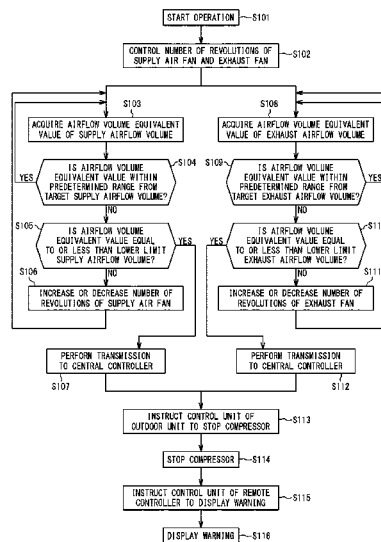 START OPERATION
S101
CONTROL NUMBER OF REVOLUTIONS OF
SUPPLY AIR FAN AND EXHAUST FAN
S102
S103
ACQUIRE AIRFLOW VOLUME EQUIVALENT
VALUE OF SUPPLY AIRFLOW VOLUME
S104
IS AIRFLOW VOLUME
EQUIVALENT VALUE WITHIN
PREDETERMINED RANGE FROM
TARGET SUPPLY AIRFLOW VOLUME?
YES
NO
S105
IS AIRFLOW VOLUME
EQUIVALENT VALUE EQUAL
TO OR LESS THAN LOWER LIMIT
SUPPLY AIRFLOW VOLUME?
YES
NO
S106
INCREASE OR DECREASE NUMBER OF
REVOLUTIONS OF SUPPLY AIR FAN
PERFORM TRANSMISSION
TO CENTRAL CONTROLLER
S107
S108
ACQUIRE AIRFLOW VOLUME EQUIVALENT
VALUE OF EXHAUST AIRFLOW VOLUME
S109
IS AIRFLOW VOLUME
EQUIVALENT VALUE WITHIN
PREDETERMINED RANGE FROM
TARGET EXHAUST AIRFLOW VOLUME?
YES
NO
IS AIRFLOW VOLUME
EQUIVALENT VALUE EQUAL
TO OR LESS THAN LOWER LIMIT
EXHAUST AIRFLOW VOLUME?
YES
NO
INCREASE OR DECREASE NUMBER OF
REVOLUTIONS OF EXHAUST FAN
PERFORM TRANSMISSION
TO CENTRAL CONTROLLER
S112
INSTRUCT CONTROL UNIT OF
OUTDOOR UNIT TO STOP COMPRESSOR
S113
STOP COMPRESSOR
S114
INSTRUCT CONTROL UNIT OF REMOTE
CONTROLLER TO DISPLAY WARNING
S115
DISPLAY WARNING
S116